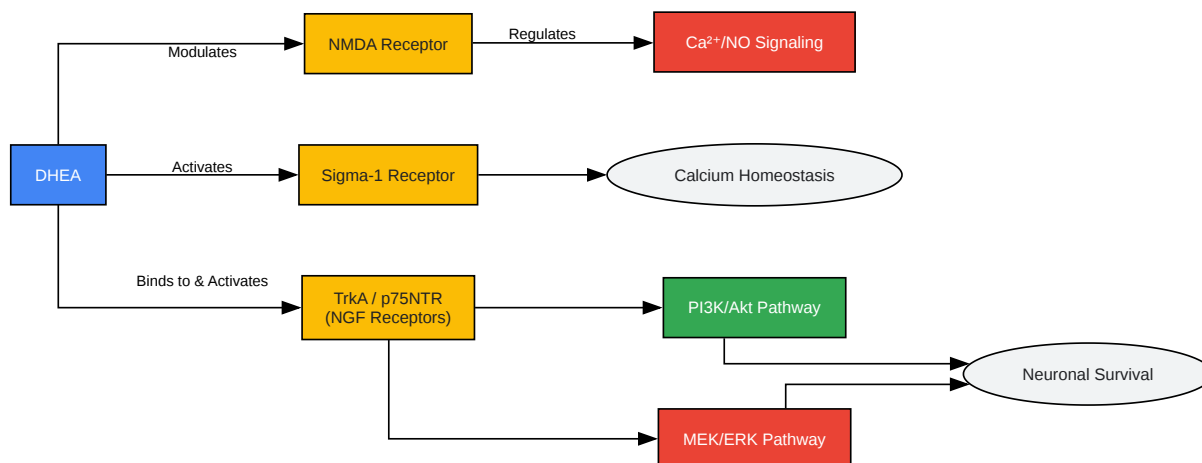 Modulates
NMDA Receptor
Regulates
Ca²⁺/NO Signaling
DHEA
Activates
Sigma-1 Receptor
Calcium Homeostasis
Binds to & Activates
TrkA / p75NTR
(NGF Receptors)
PI3K/Akt Pathway
Neuronal Survival
MEK/ERK Pathway